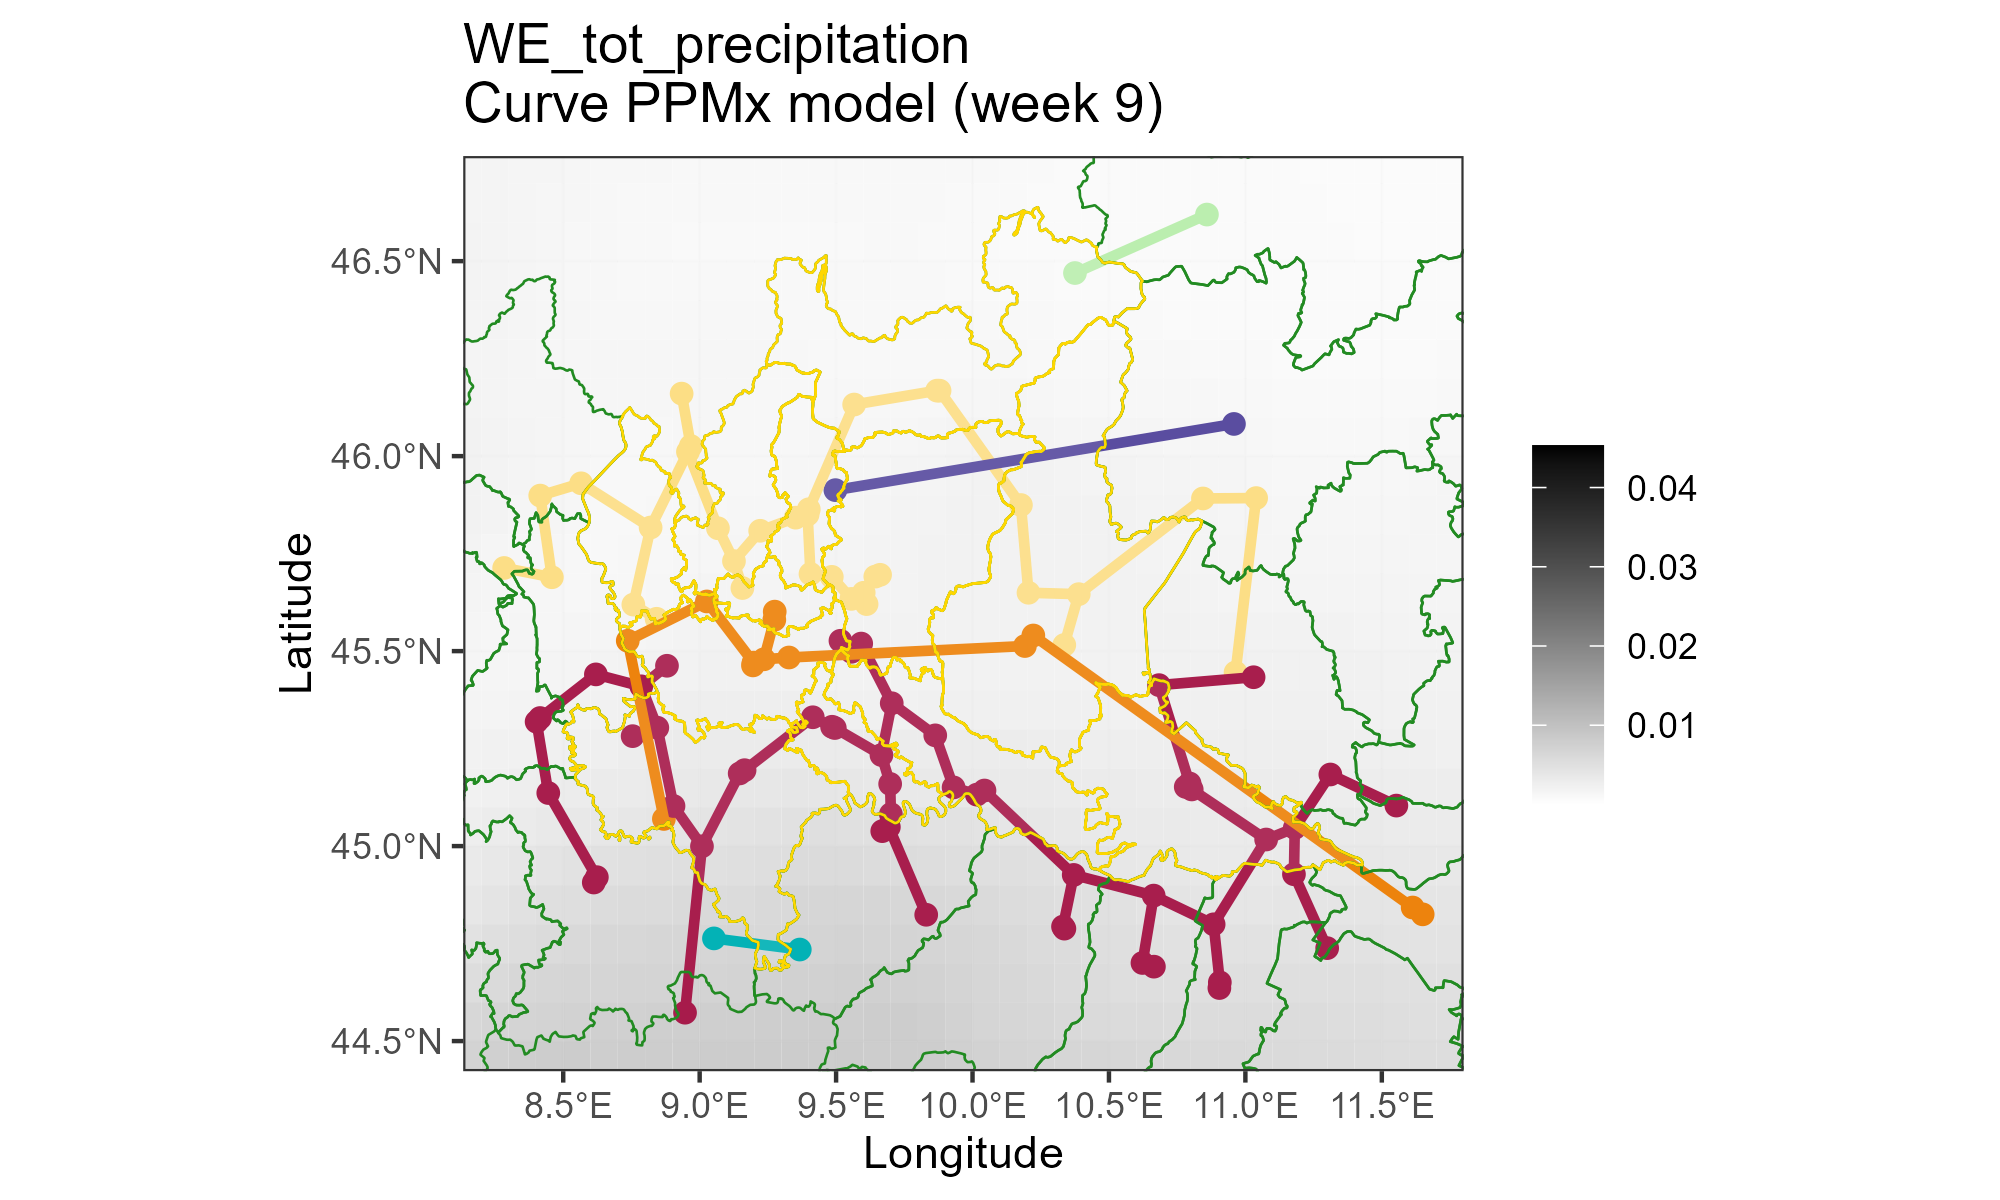 WE_tot_precipitation
Curve PPMx model (week 9)
46.5°N
46.0°N
45.5°N
45.0°N
44.5°N
Latitude
8.5°E 9.0°E 9.5°E 10.0°E 10.5°E 11.0°E 11.5°E
Longitude
0.04
0.03
0.02
0.01